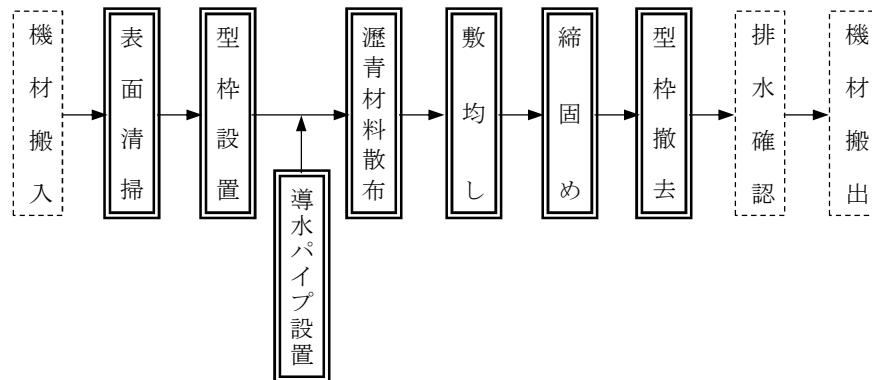 機材搬入
表面清掃
型枠設置
導水パイプ設置
瀝青材料散布
敷均し
締固め
型枠撤去
排水確認
機材搬出